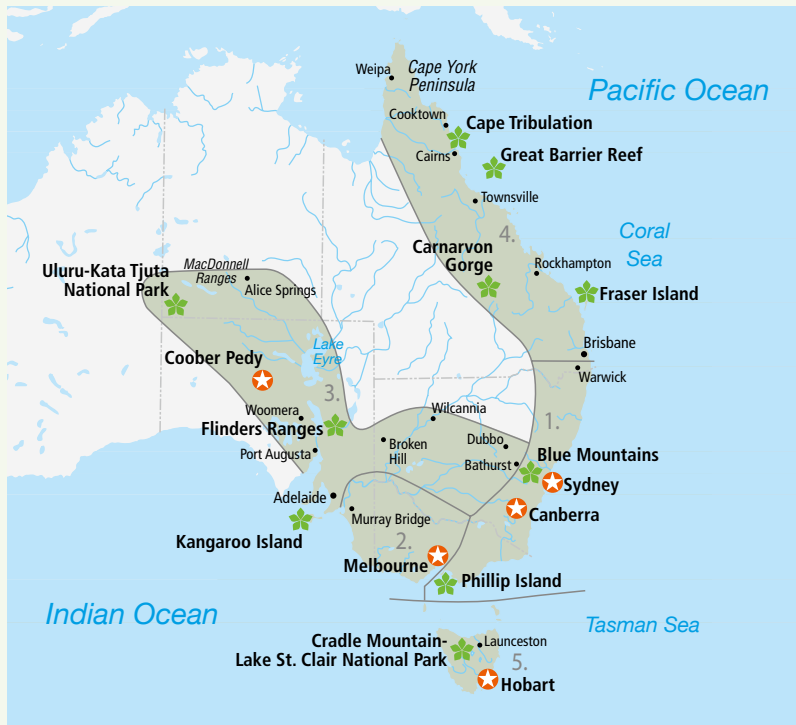 Weipa
Cape York
Peninsula
Pacific Ocean
Cooktown
Cape Tribulation
Cairns
Great Barrier Reef
Townsville
4.
Coral
Sea
Carnarvon
Gorge
Rockhampton
Fraser Island
MacDonnell
Ranges
Uluru-Kata Tjuta
National Park
Alice Springs
Lake
Eyre
Brisbane
Coober Pedy
Warwick
3.
1.
Woomera
Wilcannia
Flinders Ranges
Broken
Hill
Dubbo
Port Augusta
Bathurst
Blue Mountains
Sydney
Adelaide
Murray Bridge
Canberra
Kangaroo Island
2.
Melbourne
Phillip Island
Indian Ocean
Tasman Sea
Cradle Mountain-
Lake St. Clair National Park
Launceston
5.
Hobart